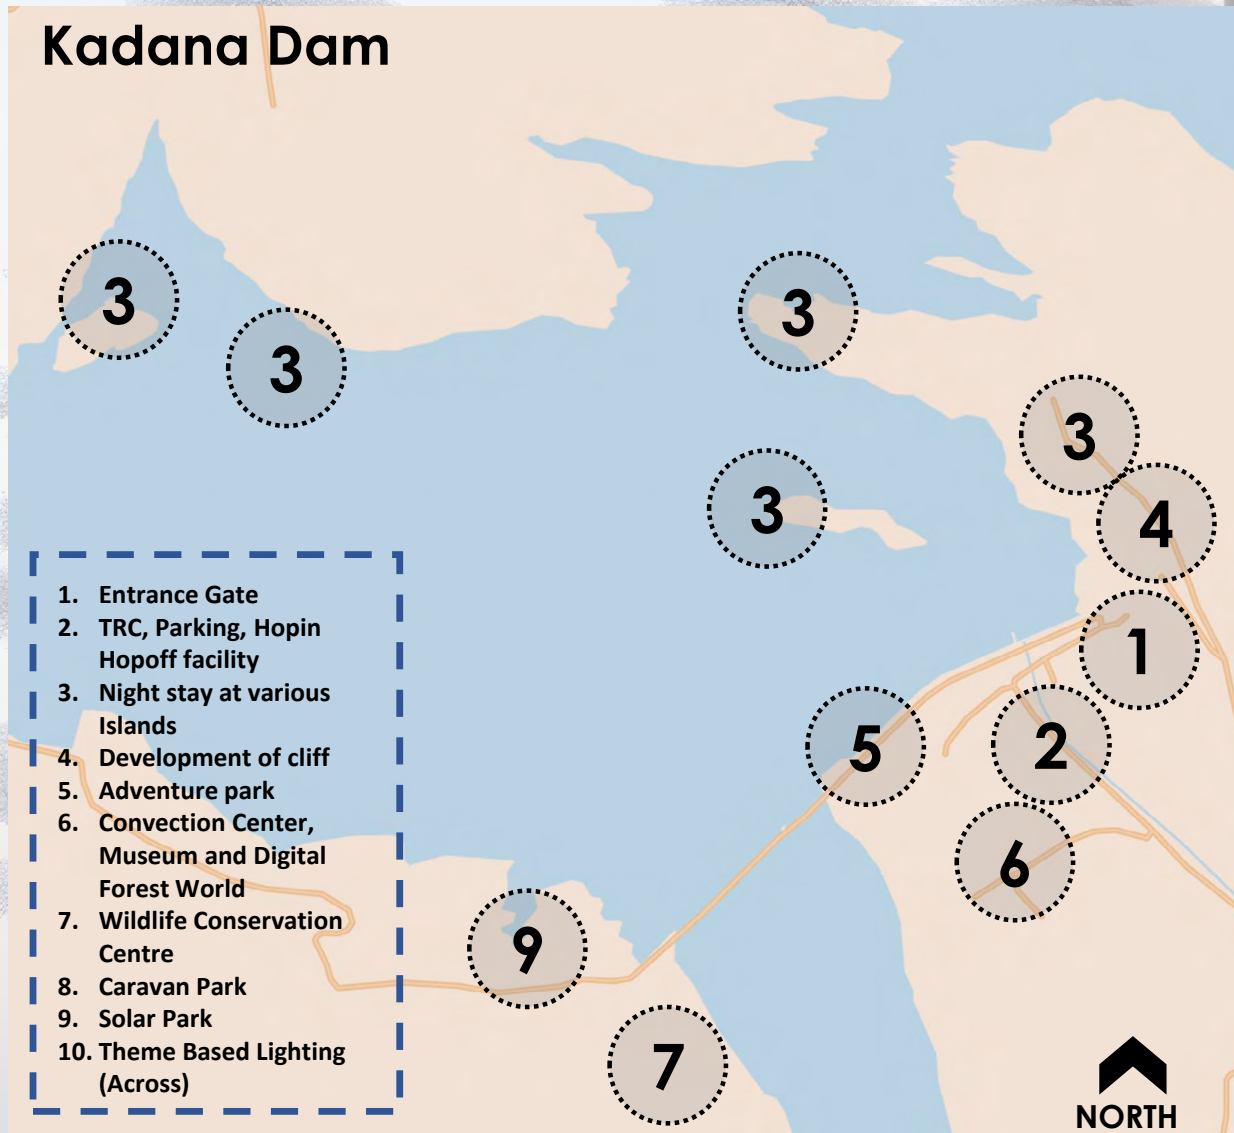 Kadana Dam
3
3
3
3
3
4
1. Entrance Gate
2. TRC, Parking, Hopin
Hopoff facility
3. Night stay at various
Islands
4. Development of cliff
5. Adventure park
6. Convection Center,
Museum and Digital
Forest World
7. Wildlife Conservation
Centre
8. Caravan Park
9. Solar Park
10. Theme Based Lighting
(Across)
1
5
2
6
9
7
NORTH